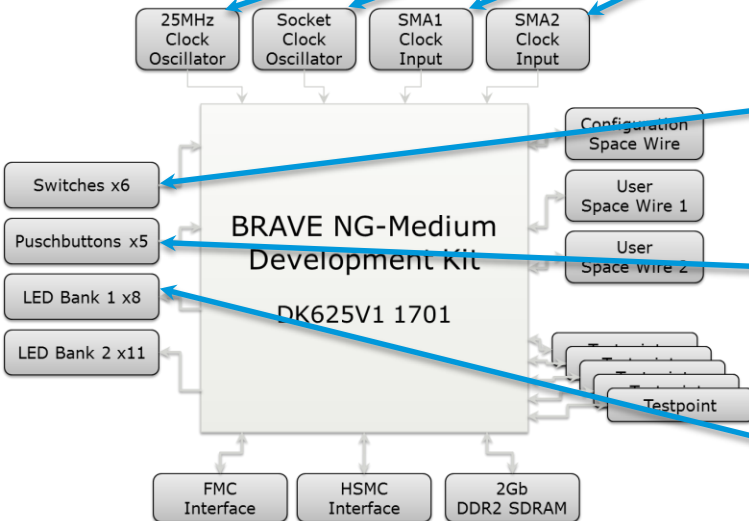 25MHz
Clock
Oscillator
Socket
Clock
Oscillator
SMA1
Clock
Input
SMA2
Clock
Input
Configuration
Space Wire
Switches x6
User
Space Wire 1
Puschbuttons x5
BRAVE NG-Medium
Development Kit
User
Space Wire 2
LED Bank 1 x8
DK625V1 1701
LED Bank 2 x11
Testpoint
FMC
Interface
HSMC
Interface
2Gb
DDR2 SDRAM